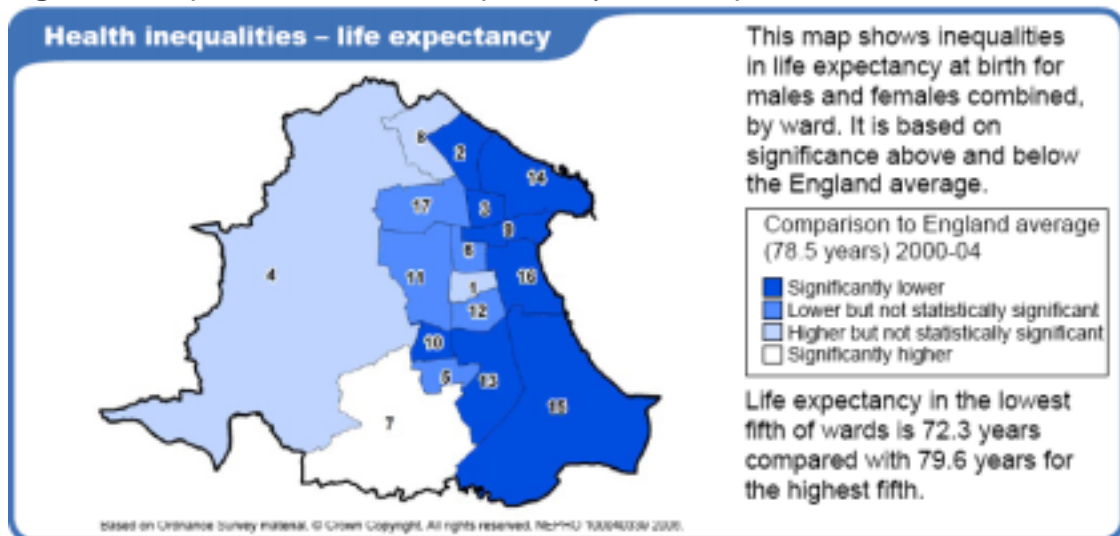 Health inequalities – life expectancy
This map shows inequalities
in life expectancy at birth for
males and females combined,
by ward. It is based on
significance above and below
the England average.
Comparison to England average
(78.5 years) 2000-04
Significantly lower
Lower but not statistically significant
Higher but not statistically significant
Significantly higher
Life expectancy in the lowest
fifth of wards is 72.3 years
compared with 79.6 years for
the highest fifth.
2
14
17
3
4
11
1
16
12
10
5
13
7
15
Based on Ordnance Survey material. © Crown Copyright. All rights reserved. NEPHO